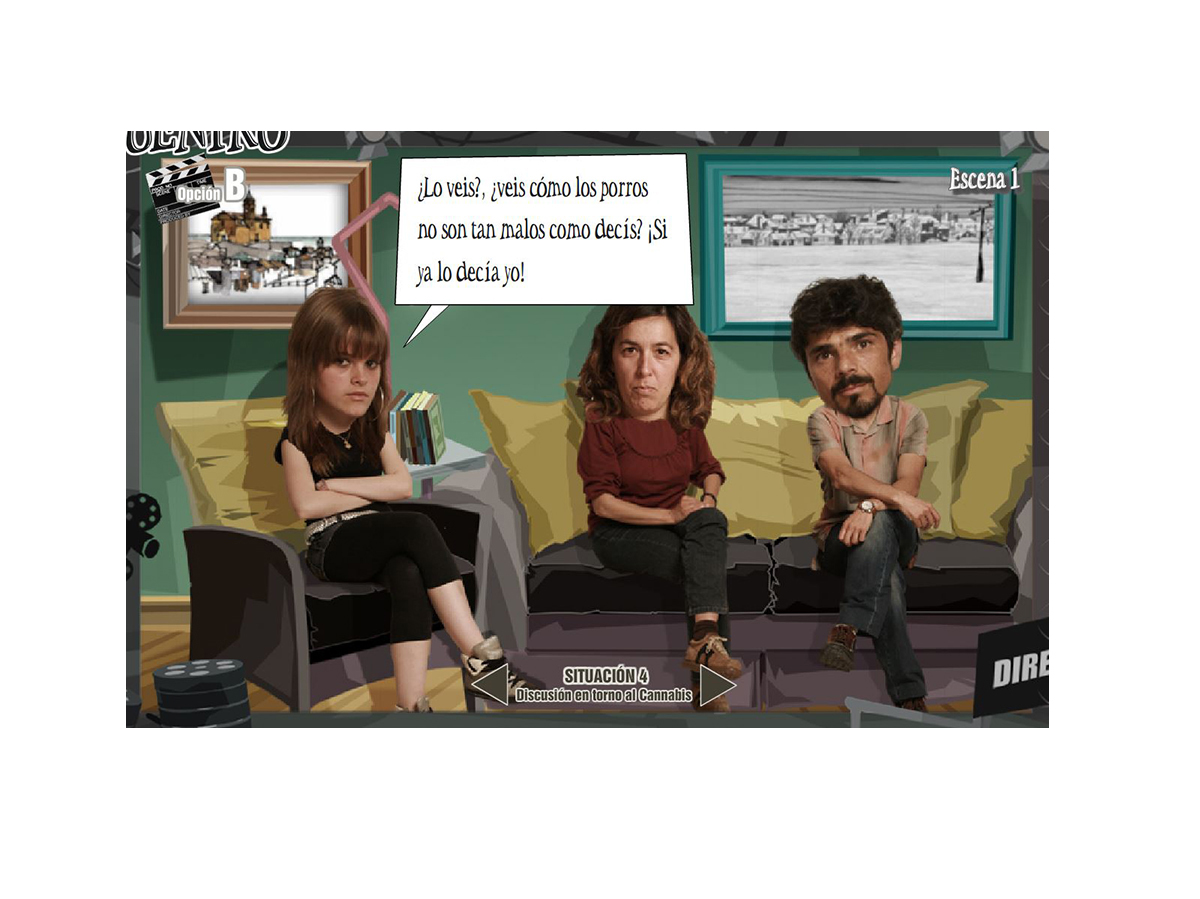 Opción B
¿Lo veis?, ¿veis cómo los porros
no son tan malos como decís? ¡Si
ya lo decía yo!
Escena 1
SITUACIÓN 4
Discusión en torno al Cannabis
DIRE